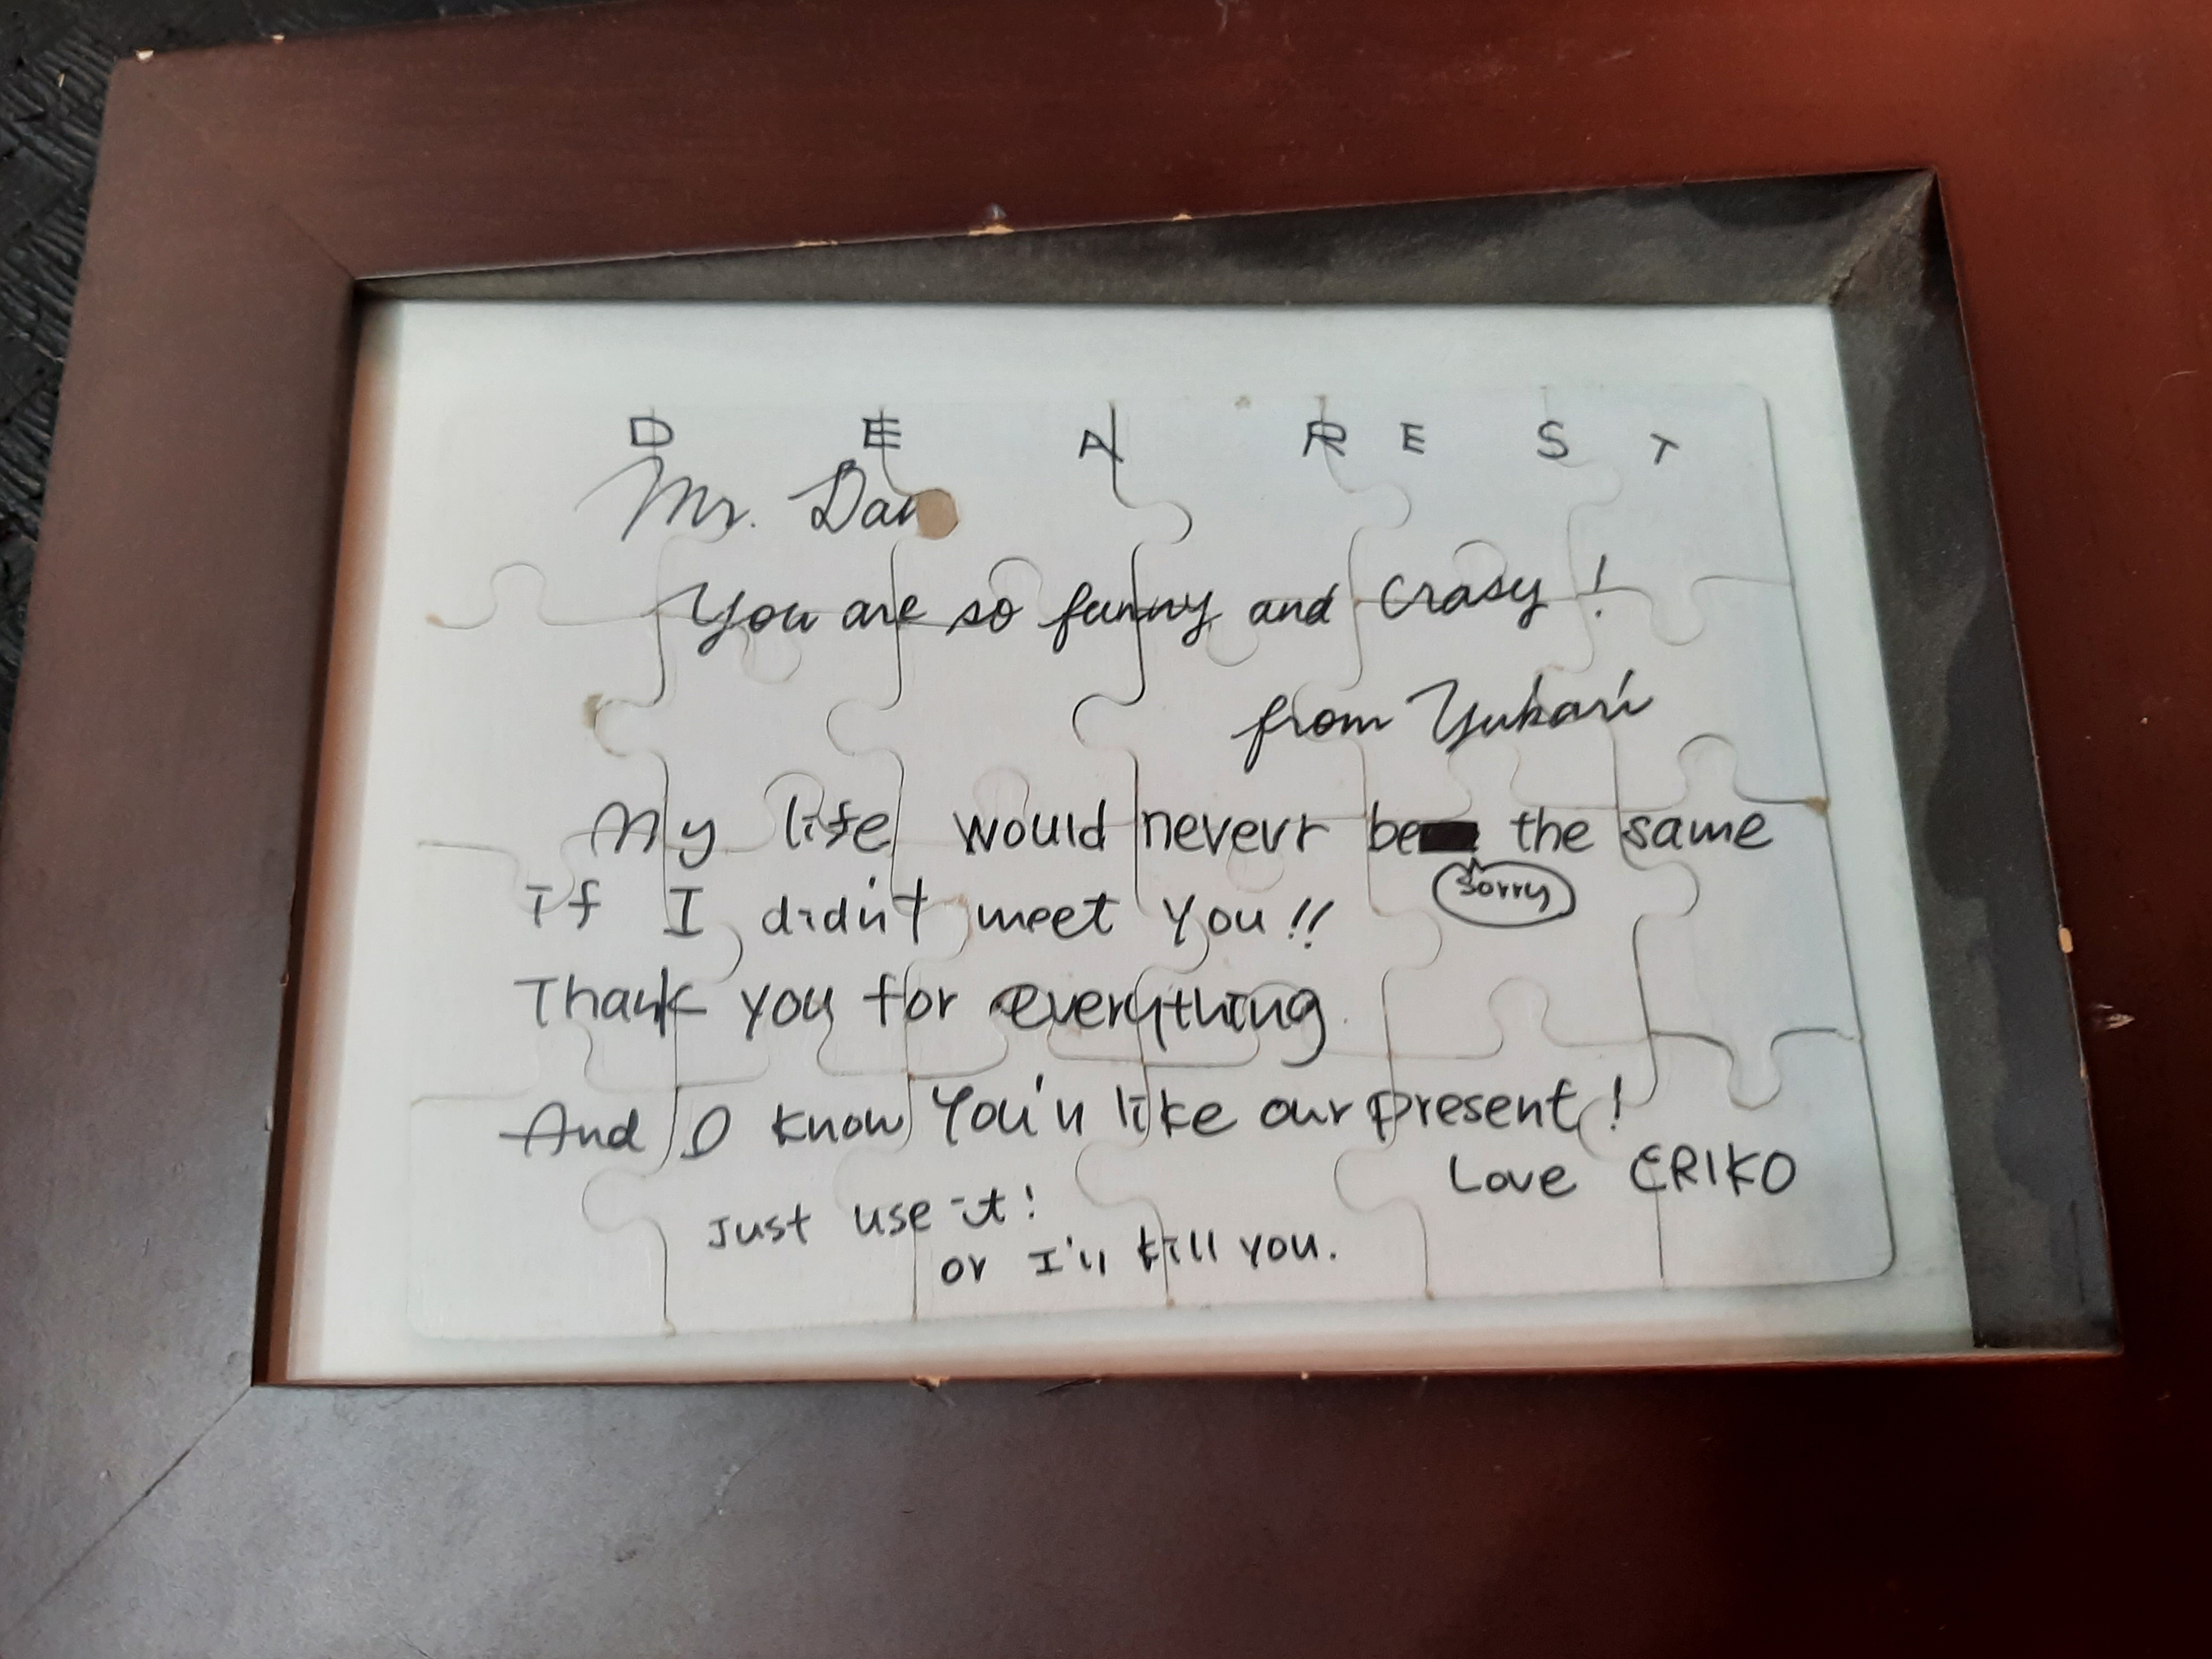 DEAREST
Mr. Dan
You are so funny and crasy!
from Yukari
My life would neverr be the same
sorry
if I didn't meet you!!
Thank you for everything.
And I know you'll like our present!
Love ERIKO
Just use it!
or I'll kill you.